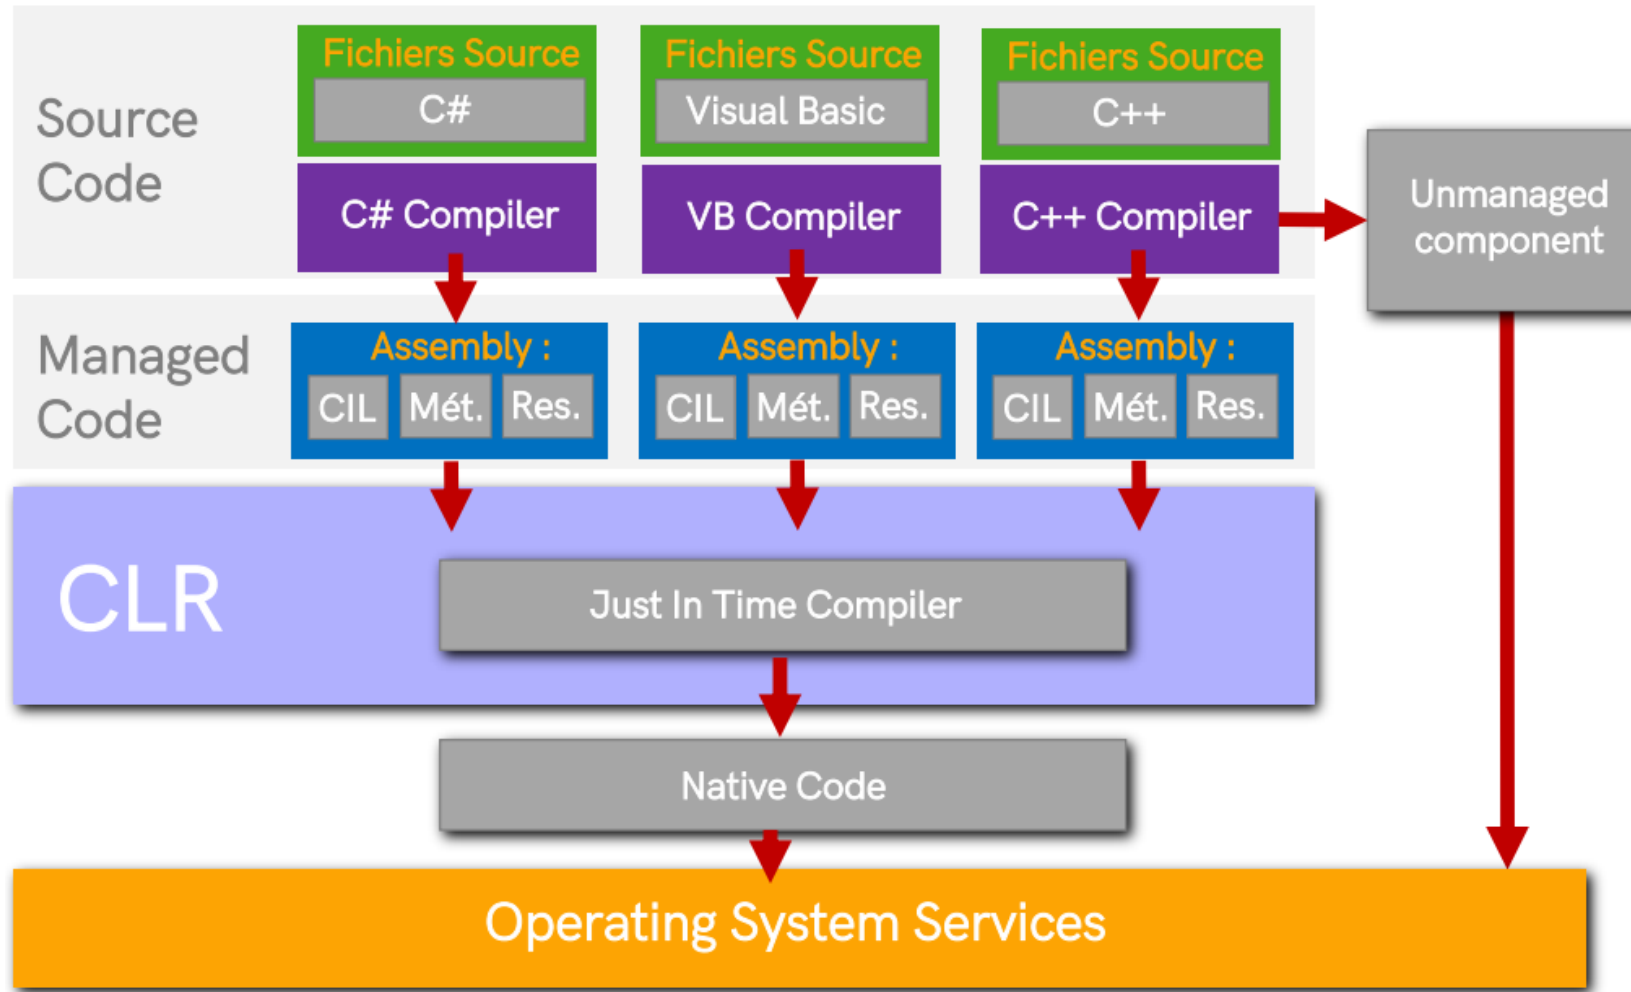 Source
Code
Fichiers Source
C#
C# Compiler
Fichiers Source
Visual Basic
VB Compiler
Fichiers Source
C++
C++ Compiler
Unmanaged
component
Managed
Code
Assembly :
CIL Mét. Res.
Assembly :
CIL Mét. Res.
Assembly :
CIL Mét. Res.
CLR
Just In Time Compiler
Native Code
Operating System Services